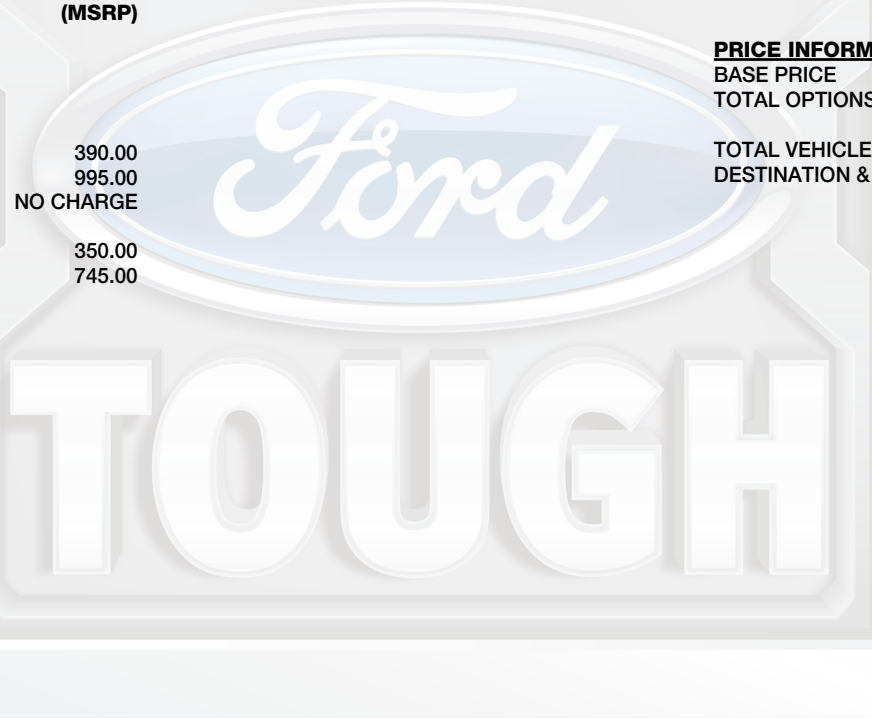 (MSRP)
390.00
995.00
NO CHARGE
350.00
745.00
PRICE INFORM
BASE PRICE
TOTAL OPTIONS
TOTAL VEHICLE
DESTINATION &
Ford
TOUGH